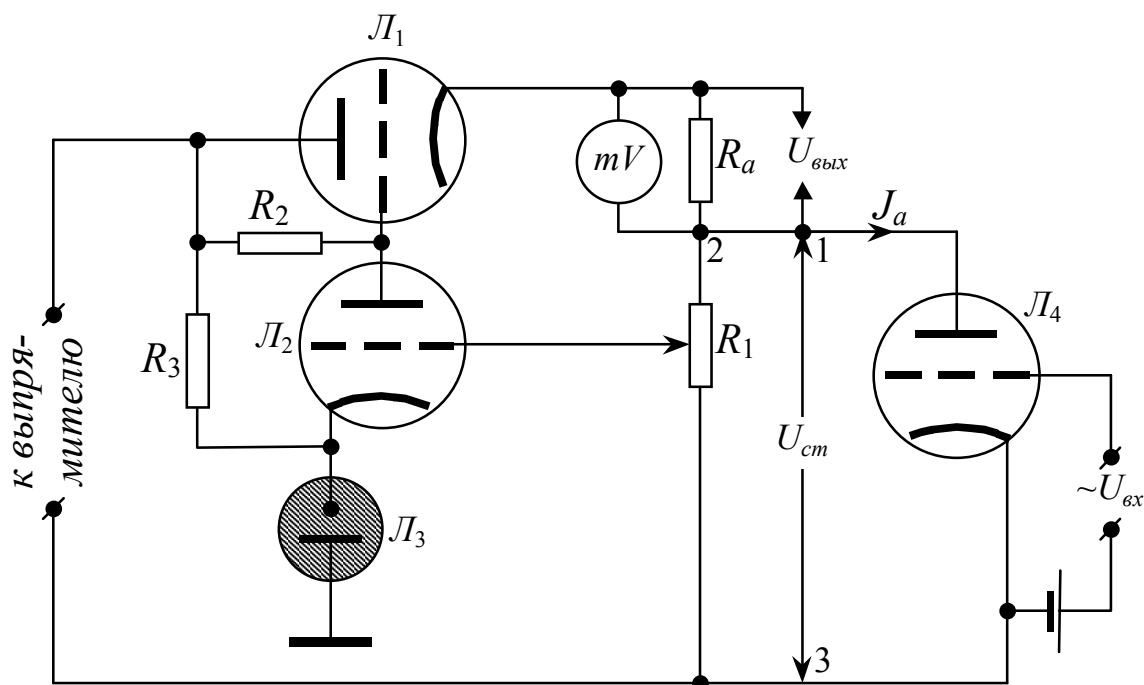 Л1
mV
Ra
Uвых
R2
2
1
Ja
к выпря-
мителю
R3
Л2
R1
Л4
Uст
~Uвх
Л3
3